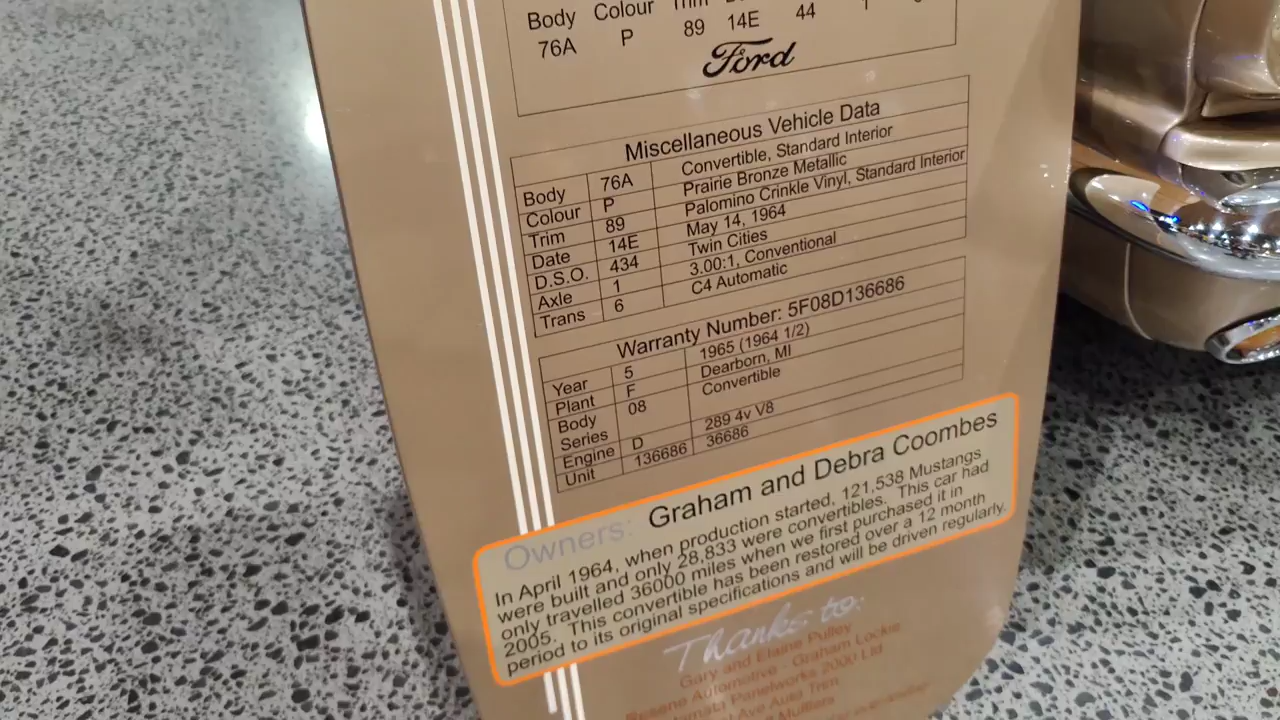 Body Colour Trim
76A P 89 14E 44 1
Ford
Miscellaneous Vehicle Data
Body 76A Convertible, Standard Interior
Colour P Prairie Bronze Metallic
Trim 89 Palomino Crinkle Vinyl, Standard Interior
Date 14E May 14, 1964
D.S.O. 434 Twin Cities
Axle 1 3.00:1, Conventional
Trans 6 C4 Automatic
Warranty Number: 5F08D136686
Year 5 1965 (1964 1/2)
Plant F Dearborn, MI
Body 08 Convertible
Series
Engine D 289 4v V8
Unit 136686 36686
Owners: Graham and Debra Coombes
In April 1964, when production started, 121,538 Mustangs
were built and only 28,833 were convertibles. This car had
only travelled 36000 miles when we first purchased it in
2005. This convertible has been restored over a 12 month
period to its original specifications and will be driven regularly.
Thanks to:
Gary and Elaine Pulley
Automotive - Graham Lockie
Panelworks 2000 Ltd
Ave Auto Trim
Mufflers